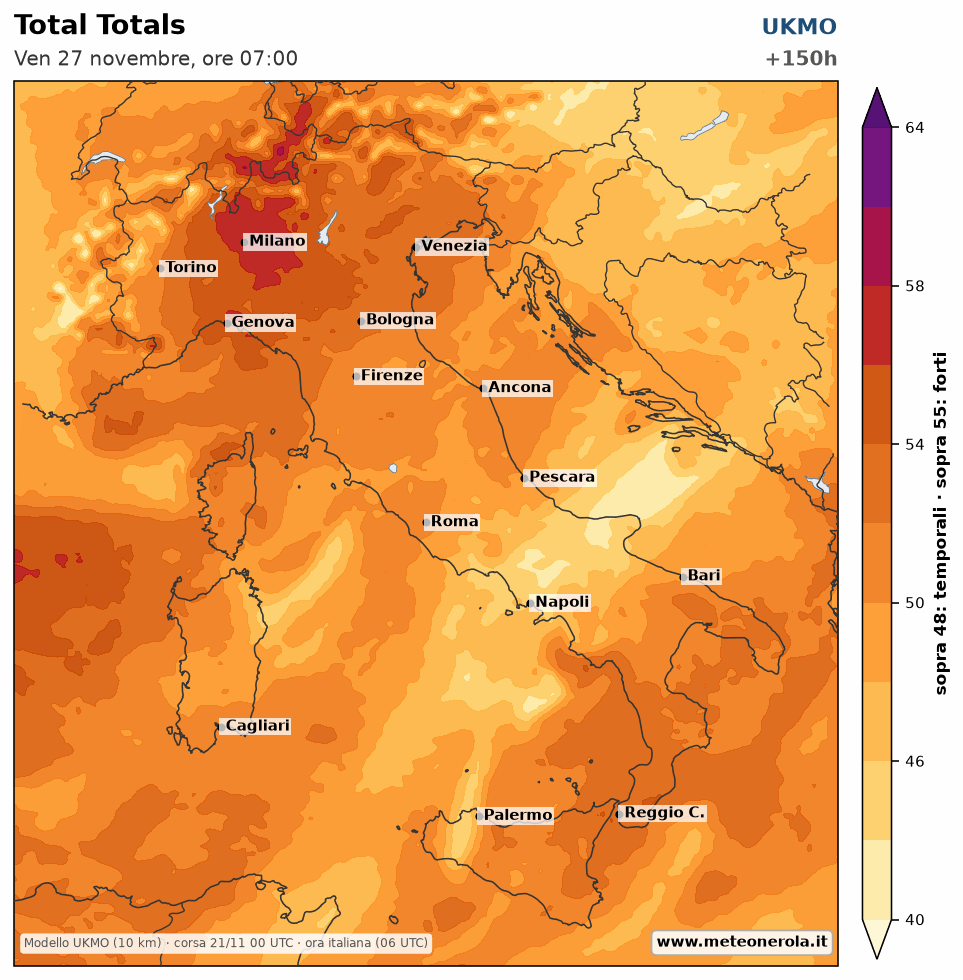 Total Totals
UKMO
Ven 27 novembre, ore 07:00
+150h
64
58
54
50
46
40
sopra 48: temporali · sopra 55: forti
Milano
Venezia
Torino
Genova
Bologna
Firenze
Ancona
Pescara
Roma
Bari
Napoli
Cagliari
Palermo
Reggio C.
Modello UKMO (10 km) · corsa 21/11 00 UTC · ora italiana (06 UTC)
www.meteonerola.it